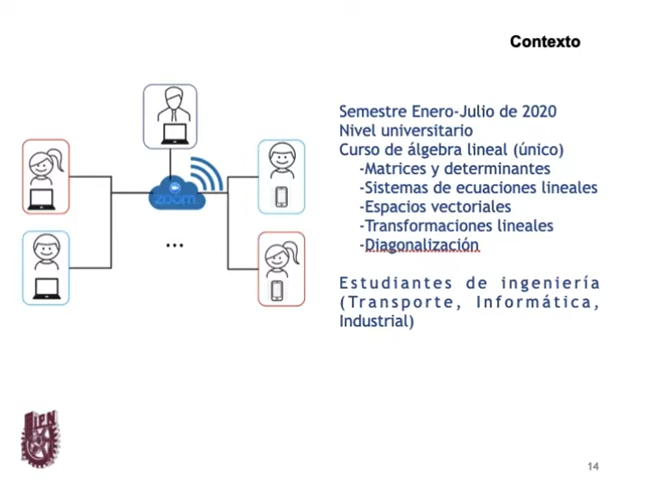 Contexto
Semestre Enero-Julio de 2020
Nivel universitario
Curso de álgebra lineal (único)
-Matrices y determinantes
-Sistemas de ecuaciones lineales
-Espacios vectoriales
-Transformaciones lineales
-Diagonalización
Estudiantes de ingeniería
(Transporte, Informática,
Industrial)
zoom
...
IPN
14